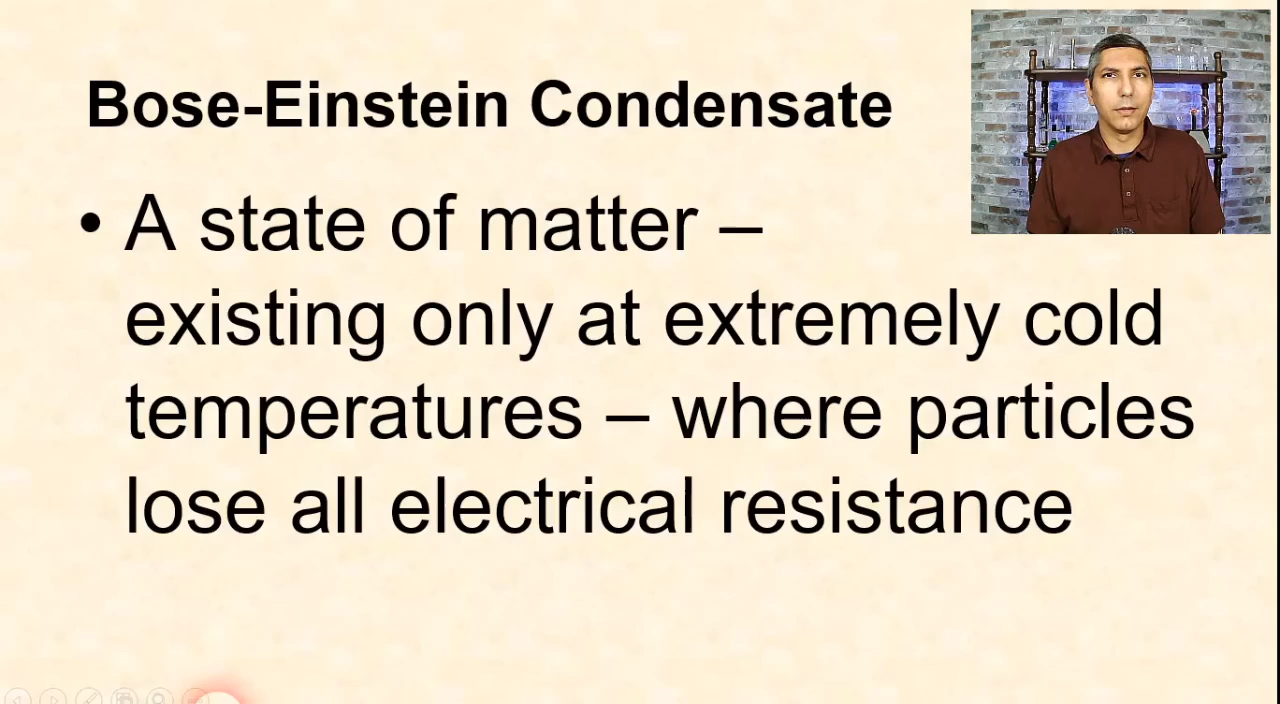 Bose-Einstein Condensate
• A state of matter –
existing only at extremely cold
temperatures – where particles
lose all electrical resistance